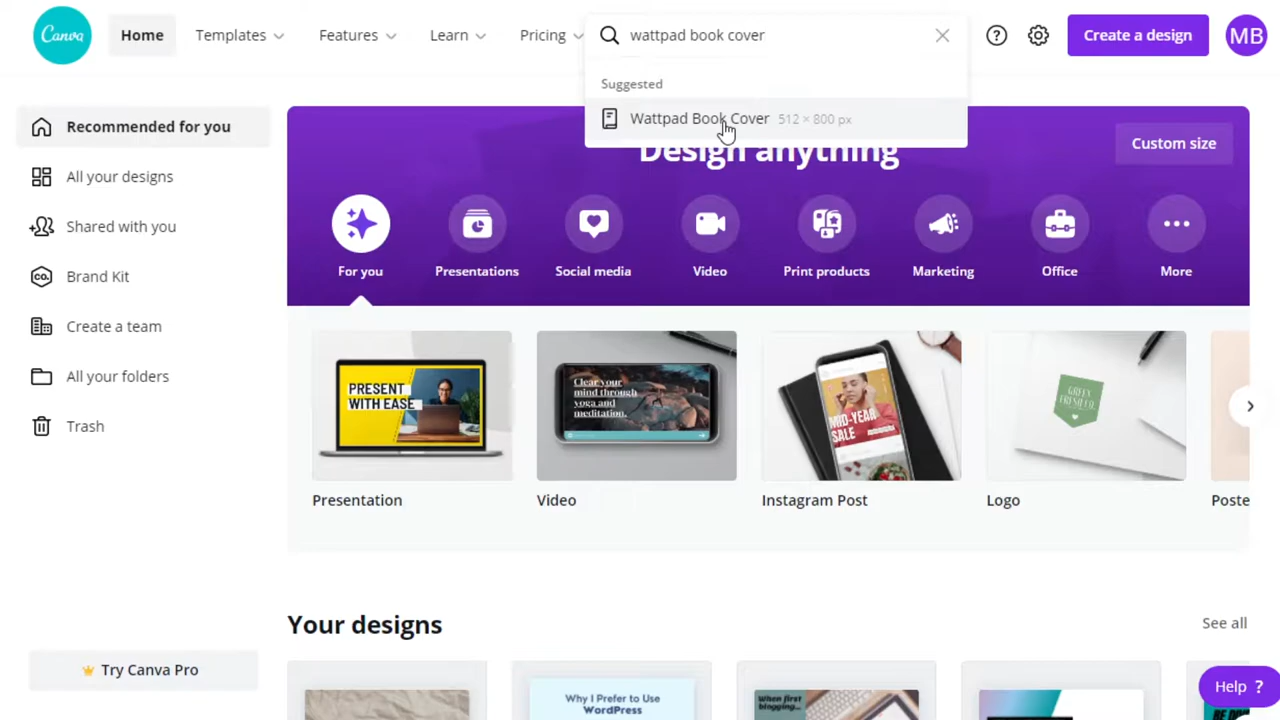 Canva
Home
Templates
Features
Learn
Pricing
wattpad book cover
Create a design
MB
Suggested
Wattpad Book Cover 512 × 800 px
Design anything
Custom size
Recommended for you
All your designs
Shared with you
CO.
Brand Kit
Create a team
All your folders
Trash
For you
Presentations
Social media
Video
Print products
Marketing
Office
More
PRESENT
WITH EASE
Clear your
mind through
yoga and
meditation.
MID-YEAR
SALE
GREEN
FRESH CO.
Presentation
Video
Instagram Post
Logo
Poste
Your designs
See all
Try Canva Pro
Why I Prefer to Use
WordPress
When first
blogging...
Help ?